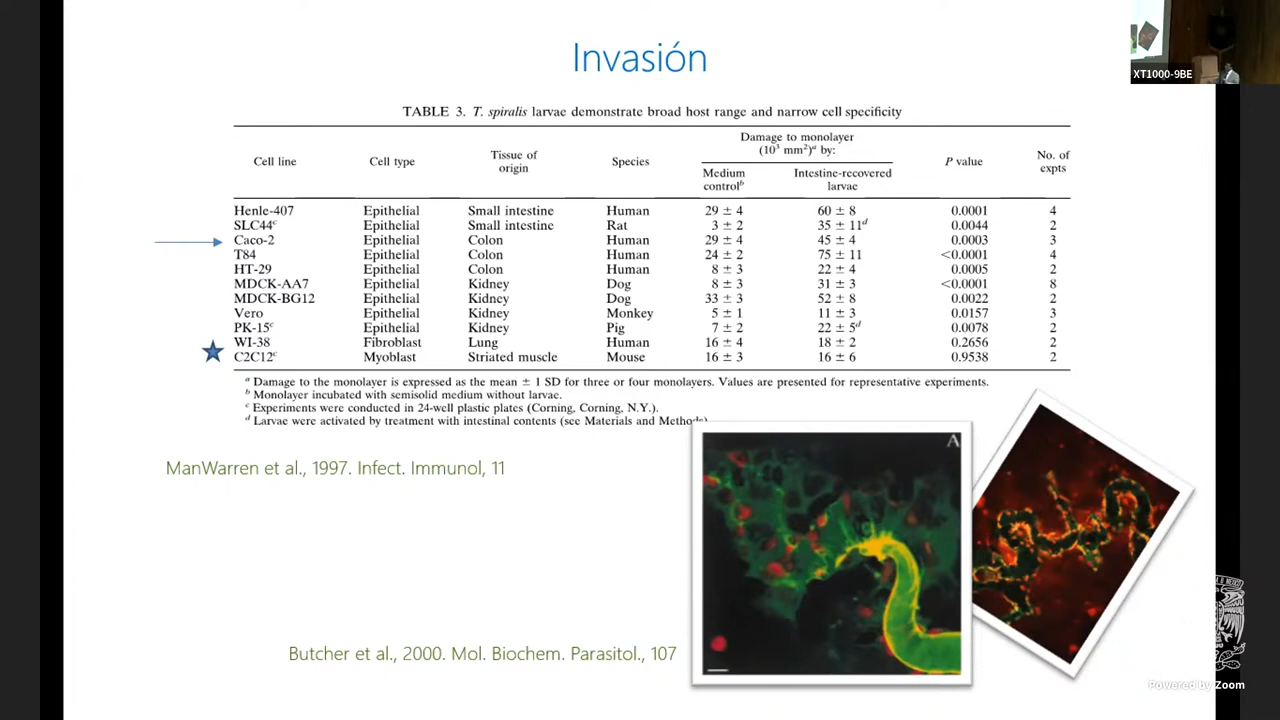 Invasión
XT1000-9BE
TABLE 3. T. spiralis larvae demonstrate broad host range and narrow cell specificity
Cell line Cell type Tissue of origin Species Damage to monolayer (10³ mm²)ᵃ by: P value No. of expts
Medium controlᵇ Intestine-recovered larvae
Henle-407 Epithelial Small intestine Human 29 ± 4 60 ± 8 0.0001 4
SLC44ᶜ Epithelial Small intestine Rat 3 ± 2 35 ± 11ᵈ 0.0044 2
Caco-2 Epithelial Colon Human 29 ± 4 45 ± 4 0.0003 3
T84 Epithelial Colon Human 24 ± 2 75 ± 11 <0.0001 4
HT-29 Epithelial Colon Human 8 ± 3 22 ± 4 0.0005 2
MDCK-AA7 Epithelial Kidney Dog 8 ± 3 31 ± 3 <0.0001 8
MDCK-BG12 Epithelial Kidney Dog 33 ± 3 52 ± 8 0.0022 2
Vero Epithelial Kidney Monkey 5 ± 1 11 ± 3 0.0157 3
PK-15ᶜ Epithelial Kidney Pig 7 ± 2 22 ± 5ᵈ 0.0078 2
WI-38 Fibroblast Lung Human 16 ± 4 18 ± 2 0.2656 2
C2C12ᶜ Myoblast Striated muscle Mouse 16 ± 3 16 ± 6 0.9538 2
ᵃ Damage to the monolayer is expressed as the mean ± 1 SD for three or four monolayers. Values are presented for representative experiments.
ᵇ Monolayer incubated with semisolid medium without larvae.
ᶜ Experiments were conducted in 24-well plastic plates (Corning, Corning, N.Y.).
ᵈ Larvae were activated by treatment with intestinal contents (see Materials and Methods)
ManWarren et al., 1997. Infect. Immunol, 11
A
Butcher et al., 2000. Mol. Biochem. Parasitol., 107
Powered by Zoom